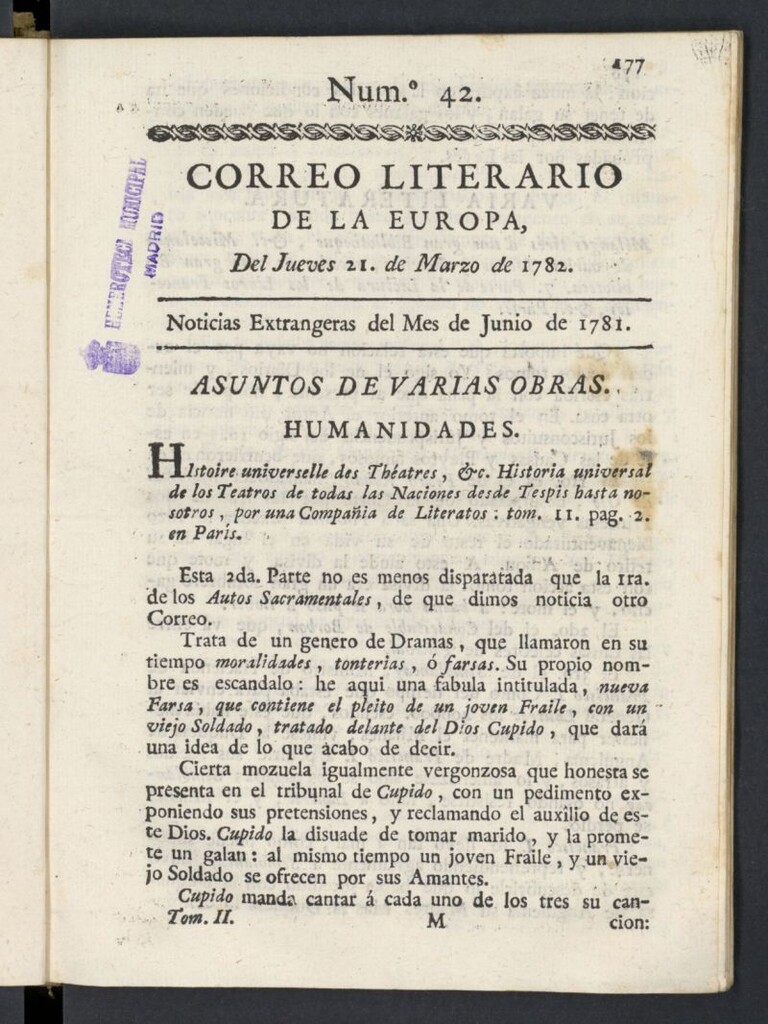 177
Num.º 42.
CORREO LITERARIO
DE LA EUROPA,
Del Jueves 21. de Marzo de 1782.
Noticias Extrangeras del Mes de Junio de 1781.
ASUNTOS DE VARIAS OBRAS.
HUMANIDADES.
HIstoire universelle des Théatres, &c. Historia universal
de los Teatros de todas las Naciones desde Tespis hasta no-
sotros, por una Compañia de Literatos: tom. 11. pag. 2.
en París.
Esta 2da. Parte no es menos disparatada que la 1ra.
de los Autos Sacramentales, de que dimos noticia otro
Correo.
Trata de un genero de Dramas, que llamaron en su
tiempo moralidades, tonterias, ó farsas. Su propio nom-
bre es escandalo: he aqui una fabula intitulada, nueva
Farsa, que contiene el pleito de un joven Fraile, con un
viejo Soldado, tratado delante del Dios Cupido, que dará
una idea de lo que acabo de decir.
Cierta mozuela igualmente vergonzosa que honesta se
presenta en el tribunal de Cupido, con un pedimento ex-
poniendo sus pretensiones, y reclamando el auxîlio de es-
te Dios. Cupido la disuade de tomar marido, y la prome-
te un galan: al mismo tiempo un joven Fraile, y un vie-
jo Soldado se ofrecen por sus Amantes.
Cupido manda cantar á cada uno de los tres su can-
Tom. II. M cion:
HEMEROTECA MUNICIPAL
MADRID